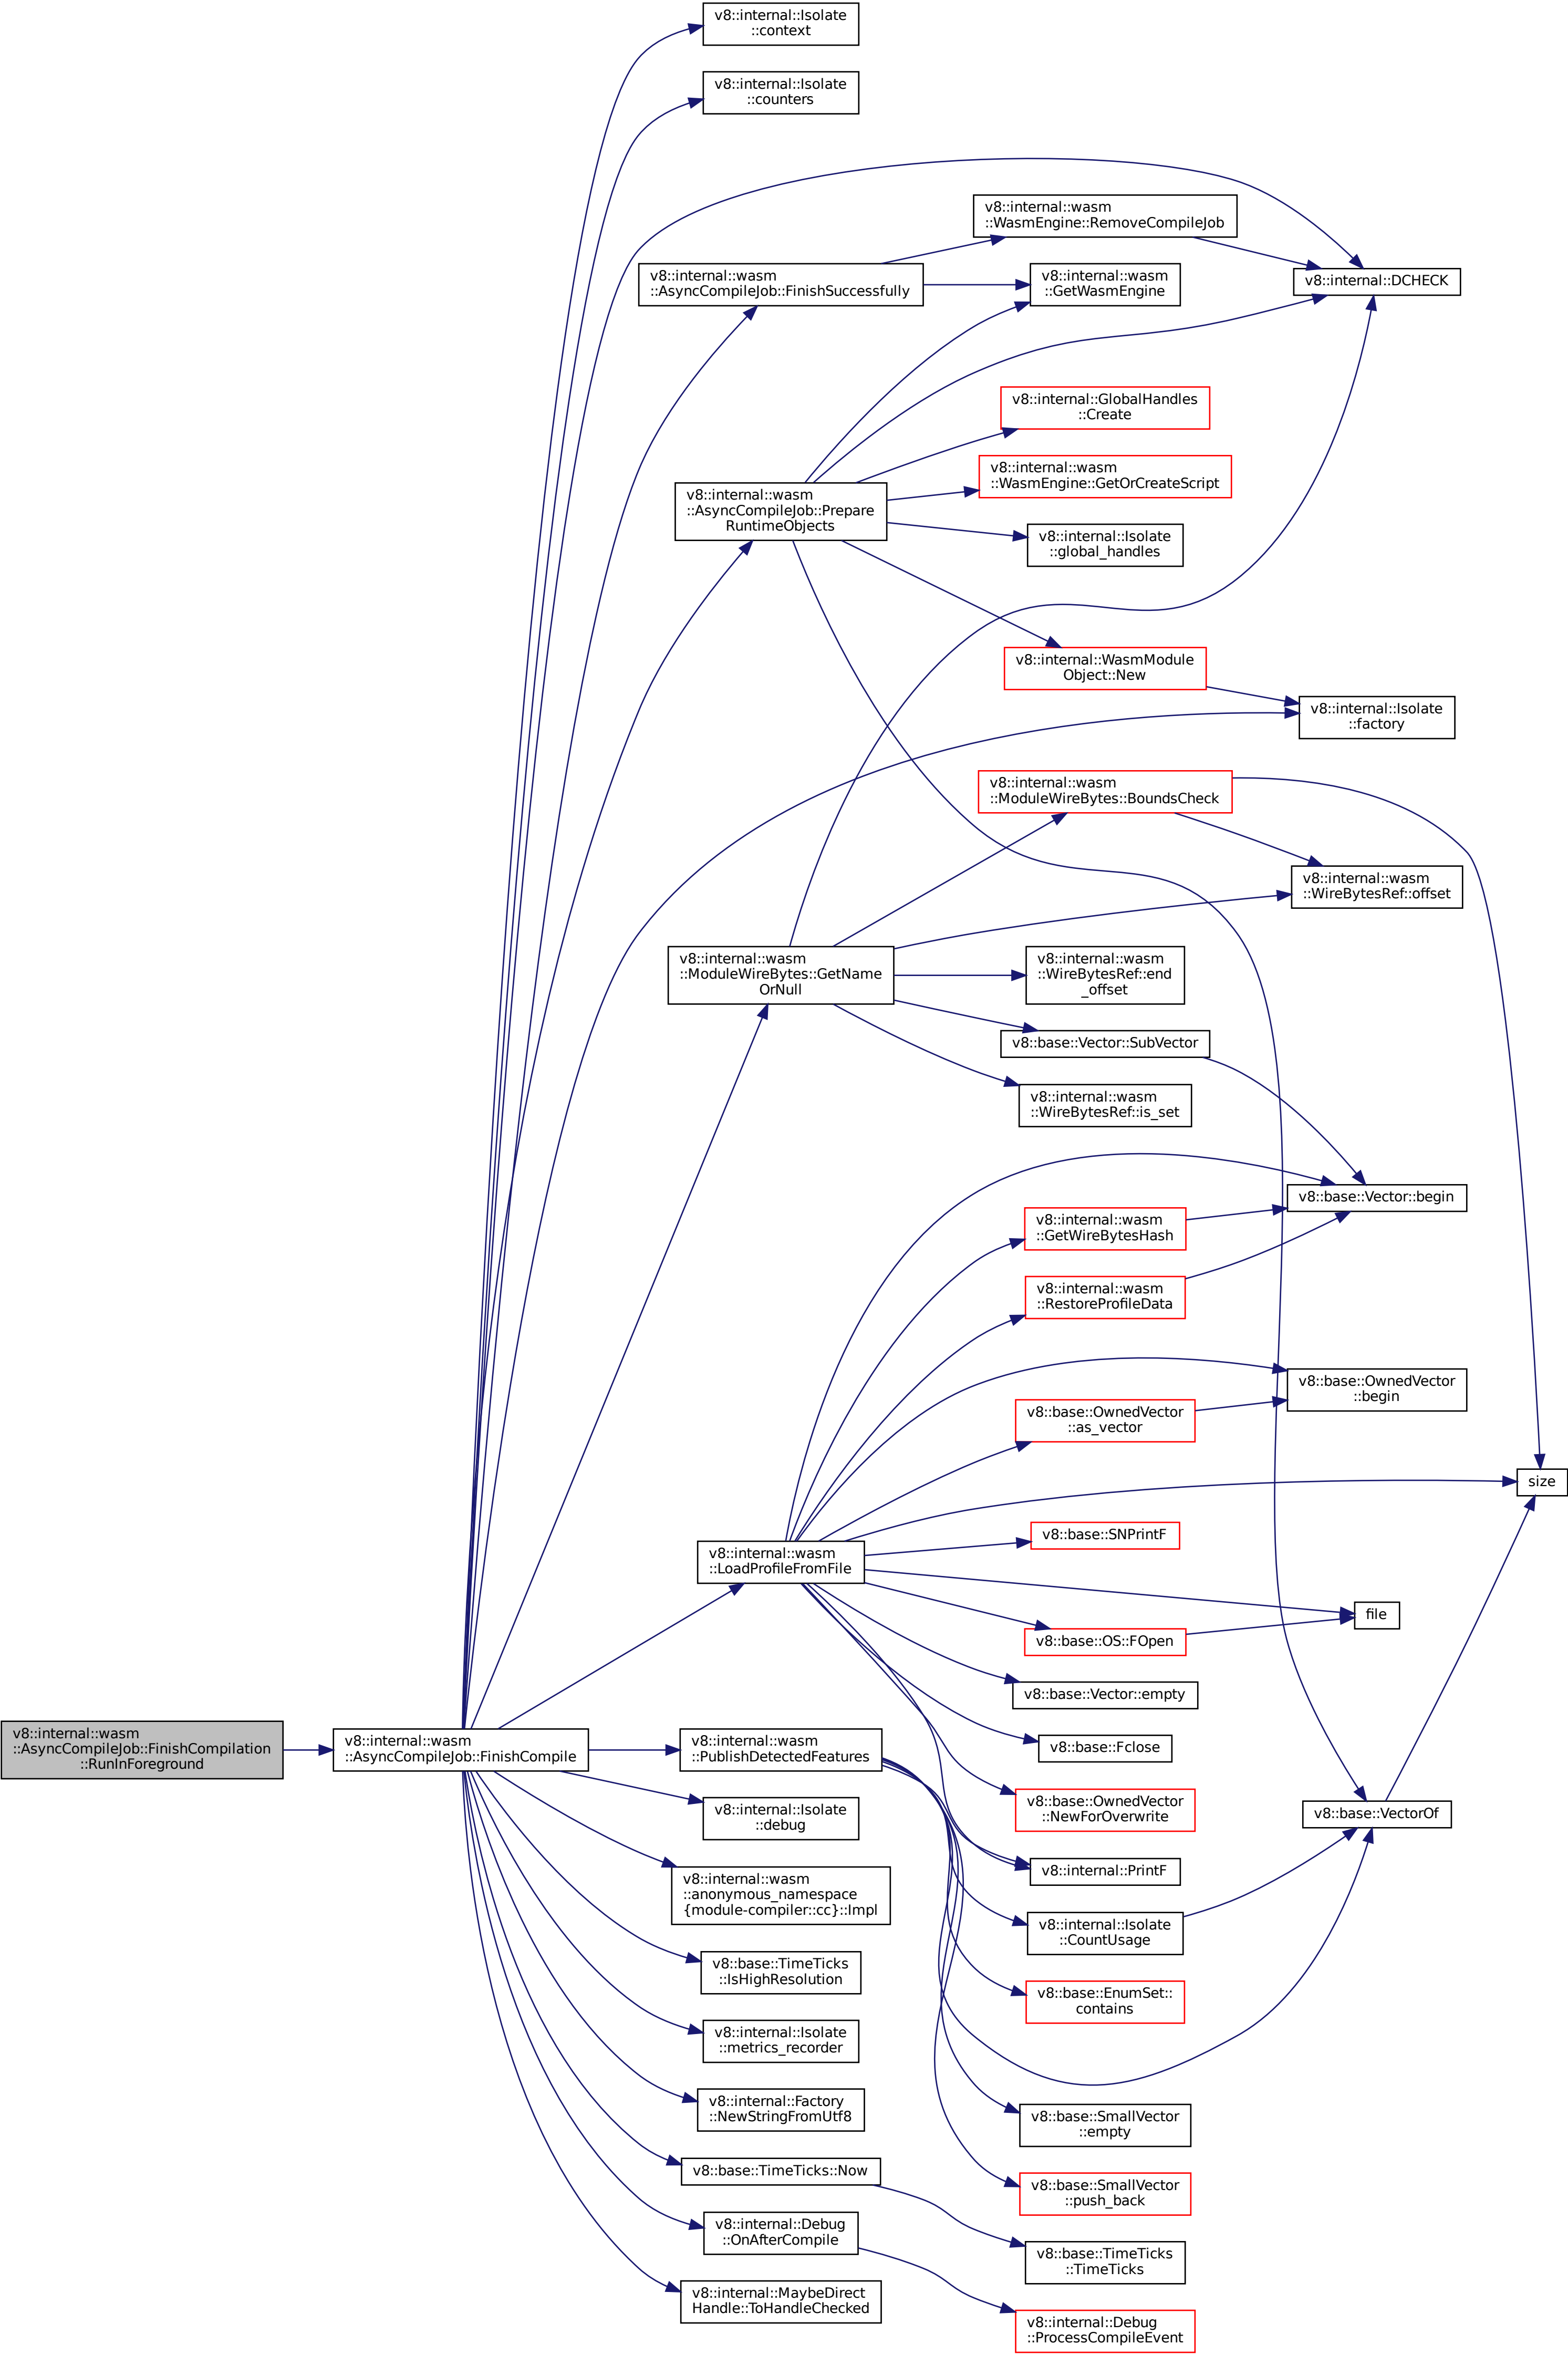 v8::internal::Isolate
::context
v8::internal::Isolate
::counters
v8::internal::wasm
::WasmEngine::RemoveCompileJob
v8::internal::wasm
::AsyncCompileJob::FinishSuccessfully
v8::internal::wasm
::GetWasmEngine
v8::internal::DCHECK
v8::internal::GlobalHandles
::Create
v8::internal::wasm
::WasmEngine::GetOrCreateScript
v8::internal::wasm
::AsyncCompileJob::Prepare
RuntimeObjects
v8::internal::Isolate
::global_handles
v8::internal::WasmModule
Object::New
v8::internal::Isolate
::factory
v8::internal::wasm
::ModuleWireBytes::BoundsCheck
v8::internal::wasm
::WireBytesRef::offset
v8::internal::wasm
::ModuleWireBytes::GetName
OrNull
v8::internal::wasm
::WireBytesRef::end
_offset
v8::base::Vector::SubVector
v8::internal::wasm
::WireBytesRef::is_set
v8::base::Vector::begin
v8::internal::wasm
::GetWireBytesHash
v8::internal::wasm
::RestoreProfileData
v8::base::OwnedVector
::begin
v8::base::OwnedVector
::as_vector
size
v8::base::SNPrintF
v8::internal::wasm
::LoadProfileFromFile
file
v8::base::OS::FOpen
v8::base::Vector::empty
v8::internal::wasm
::AsyncCompileJob::FinishCompilation
::RunInForeground
v8::internal::wasm
::AsyncCompileJob::FinishCompile
v8::internal::wasm
::PublishDetectedFeatures
v8::base::Fclose
v8::base::OwnedVector
::NewForOverwrite
v8::base::VectorOf
v8::internal::Isolate
::debug
v8::internal::PrintF
v8::internal::wasm
::anonymous_namespace
{module-compiler::cc}::Impl
v8::internal::Isolate
::CountUsage
v8::base::TimeTicks
::IsHighResolution
v8::base::EnumSet::
contains
v8::internal::Isolate
::metrics_recorder
v8::internal::Factory
::NewStringFromUtf8
v8::base::SmallVector
::empty
v8::base::TimeTicks::Now
v8::base::SmallVector
::push_back
v8::internal::Debug
::OnAfterCompile
v8::base::TimeTicks
::TimeTicks
v8::internal::MaybeDirect
Handle::ToHandleChecked
v8::internal::Debug
::ProcessCompileEvent